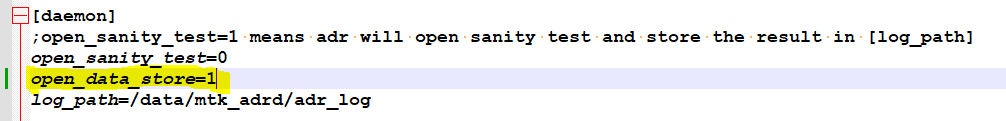 [daemon]
;open_sanity_test=1 means adr will open sanity test and store the result in [log_path]
open_sanity_test=0
open_data_store=1
log_path=/data/mtk_adrd/adr_log